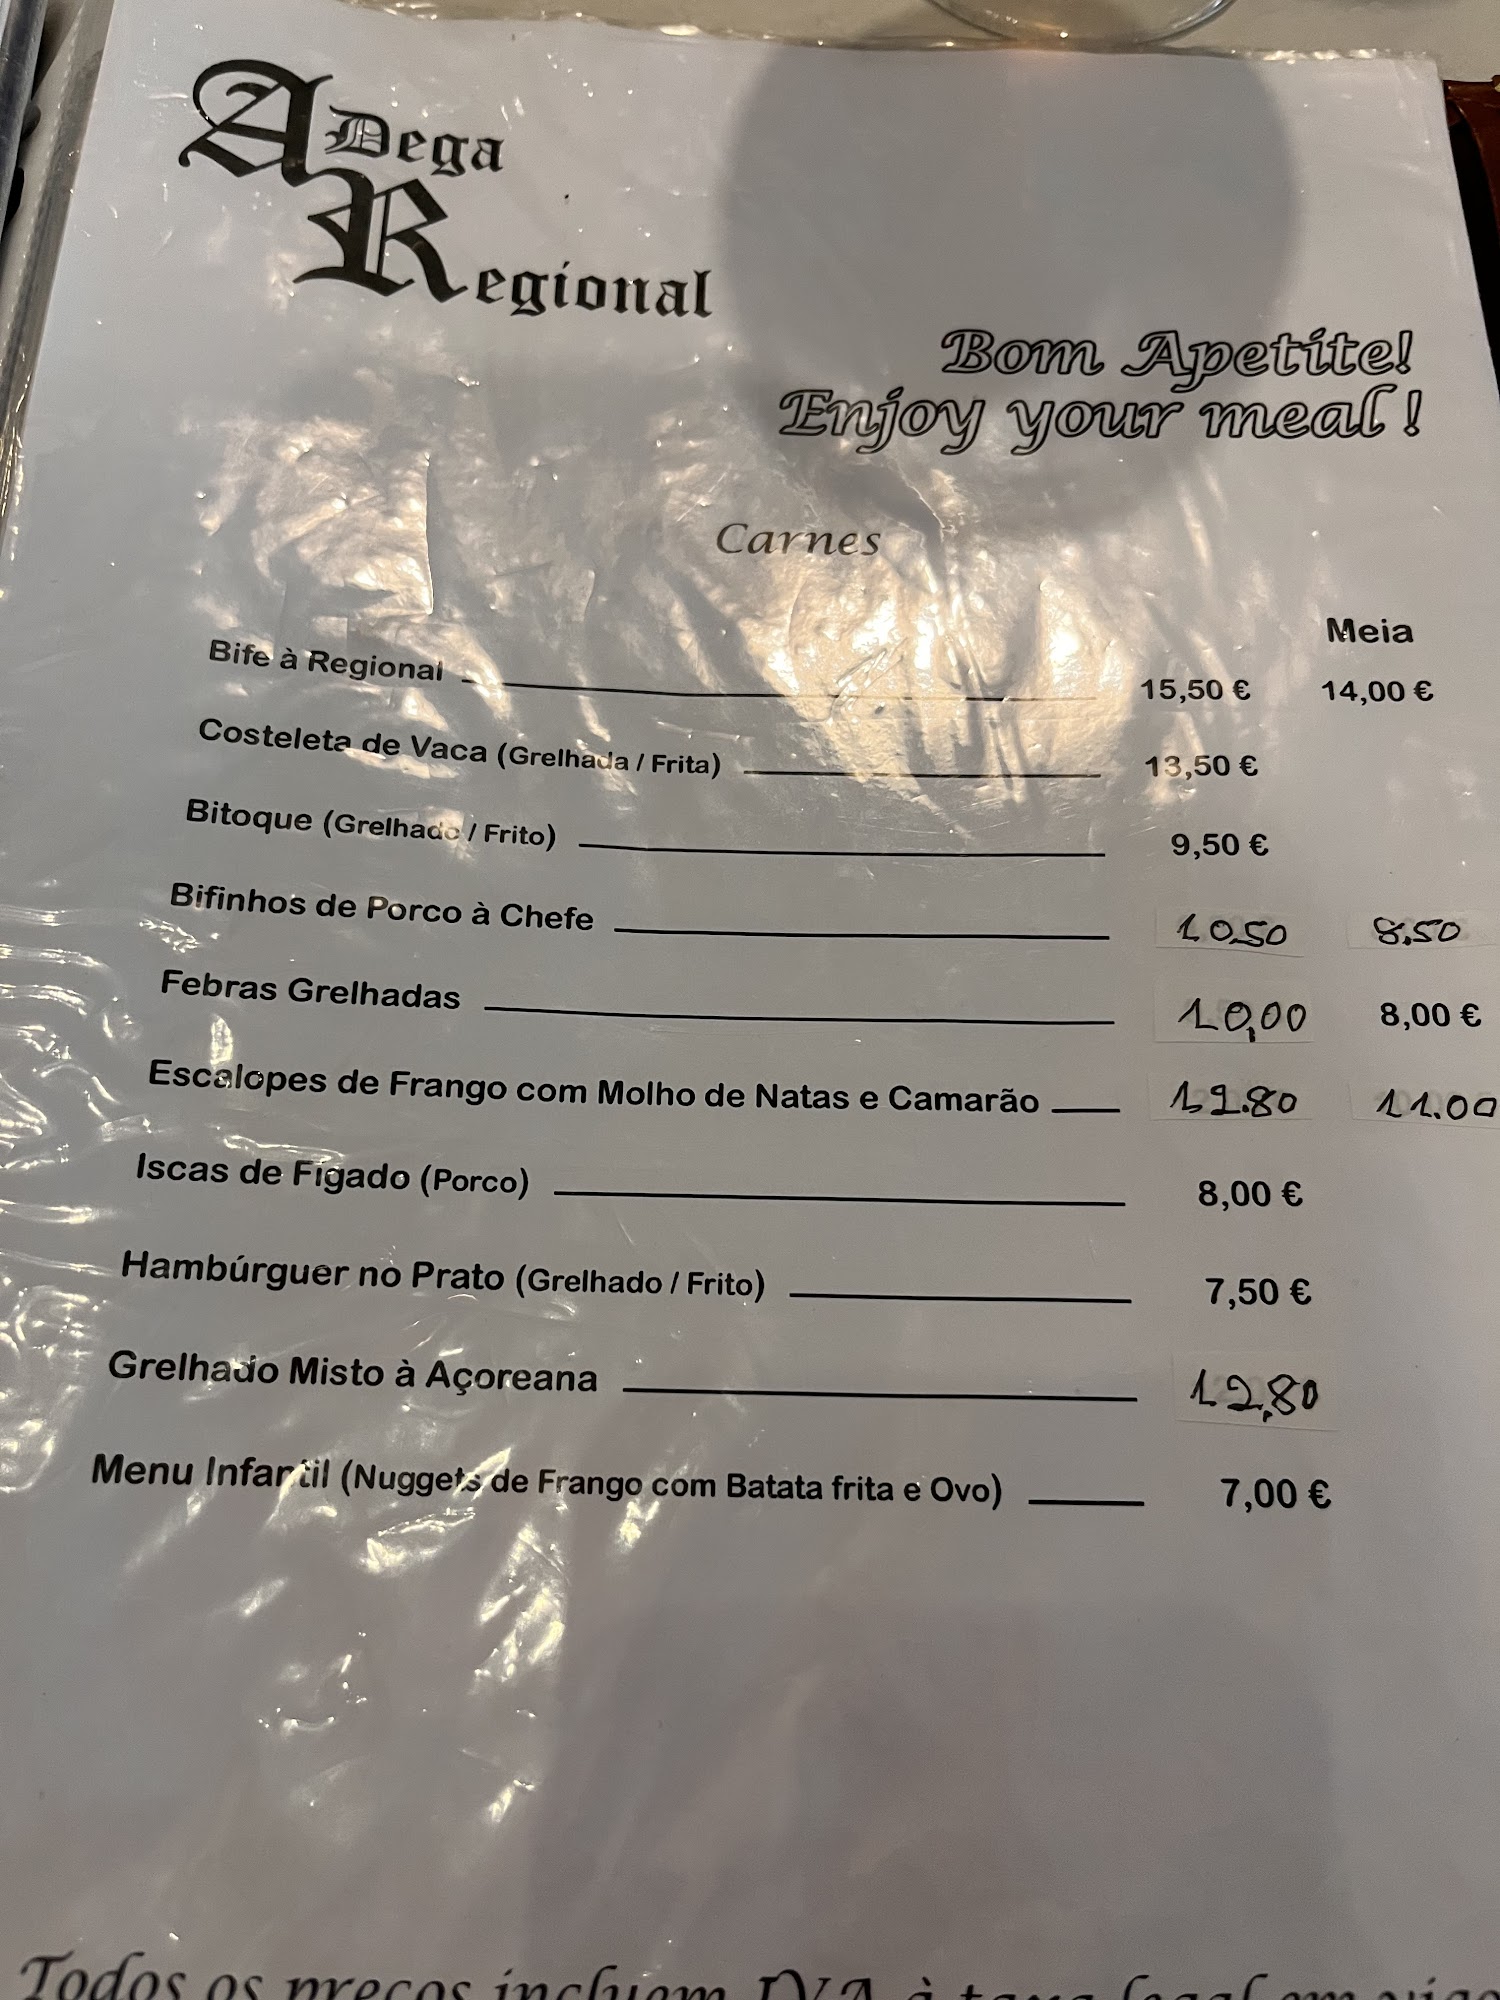 ADega
Regional
Bom Apetite!
Enjoy your meal !
Carnes
Meia
Bife à Regional 15,50 € 14,00 €
Costeleta de Vaca (Grelhada / Frita) 13,50 €
Bitoque (Grelhado / Frito) 9,50 €
Bifinhos de Porco à Chefe 10.50 8,50
Febras Grelhadas 10,00 8,00 €
Escalopes de Frango com Molho de Natas e Camarão 12.80 11.00
Iscas de Fígado (Porco) 8,00 €
Hambúrguer no Prato (Grelhado / Frito) 7,50 €
Grelhado Misto à Açoreana 12,80
Menu Infantil (Nuggets de Frango com Batata frita e Ovo) 7,00 €
Todos os preços incluem IVA à taxa legal em